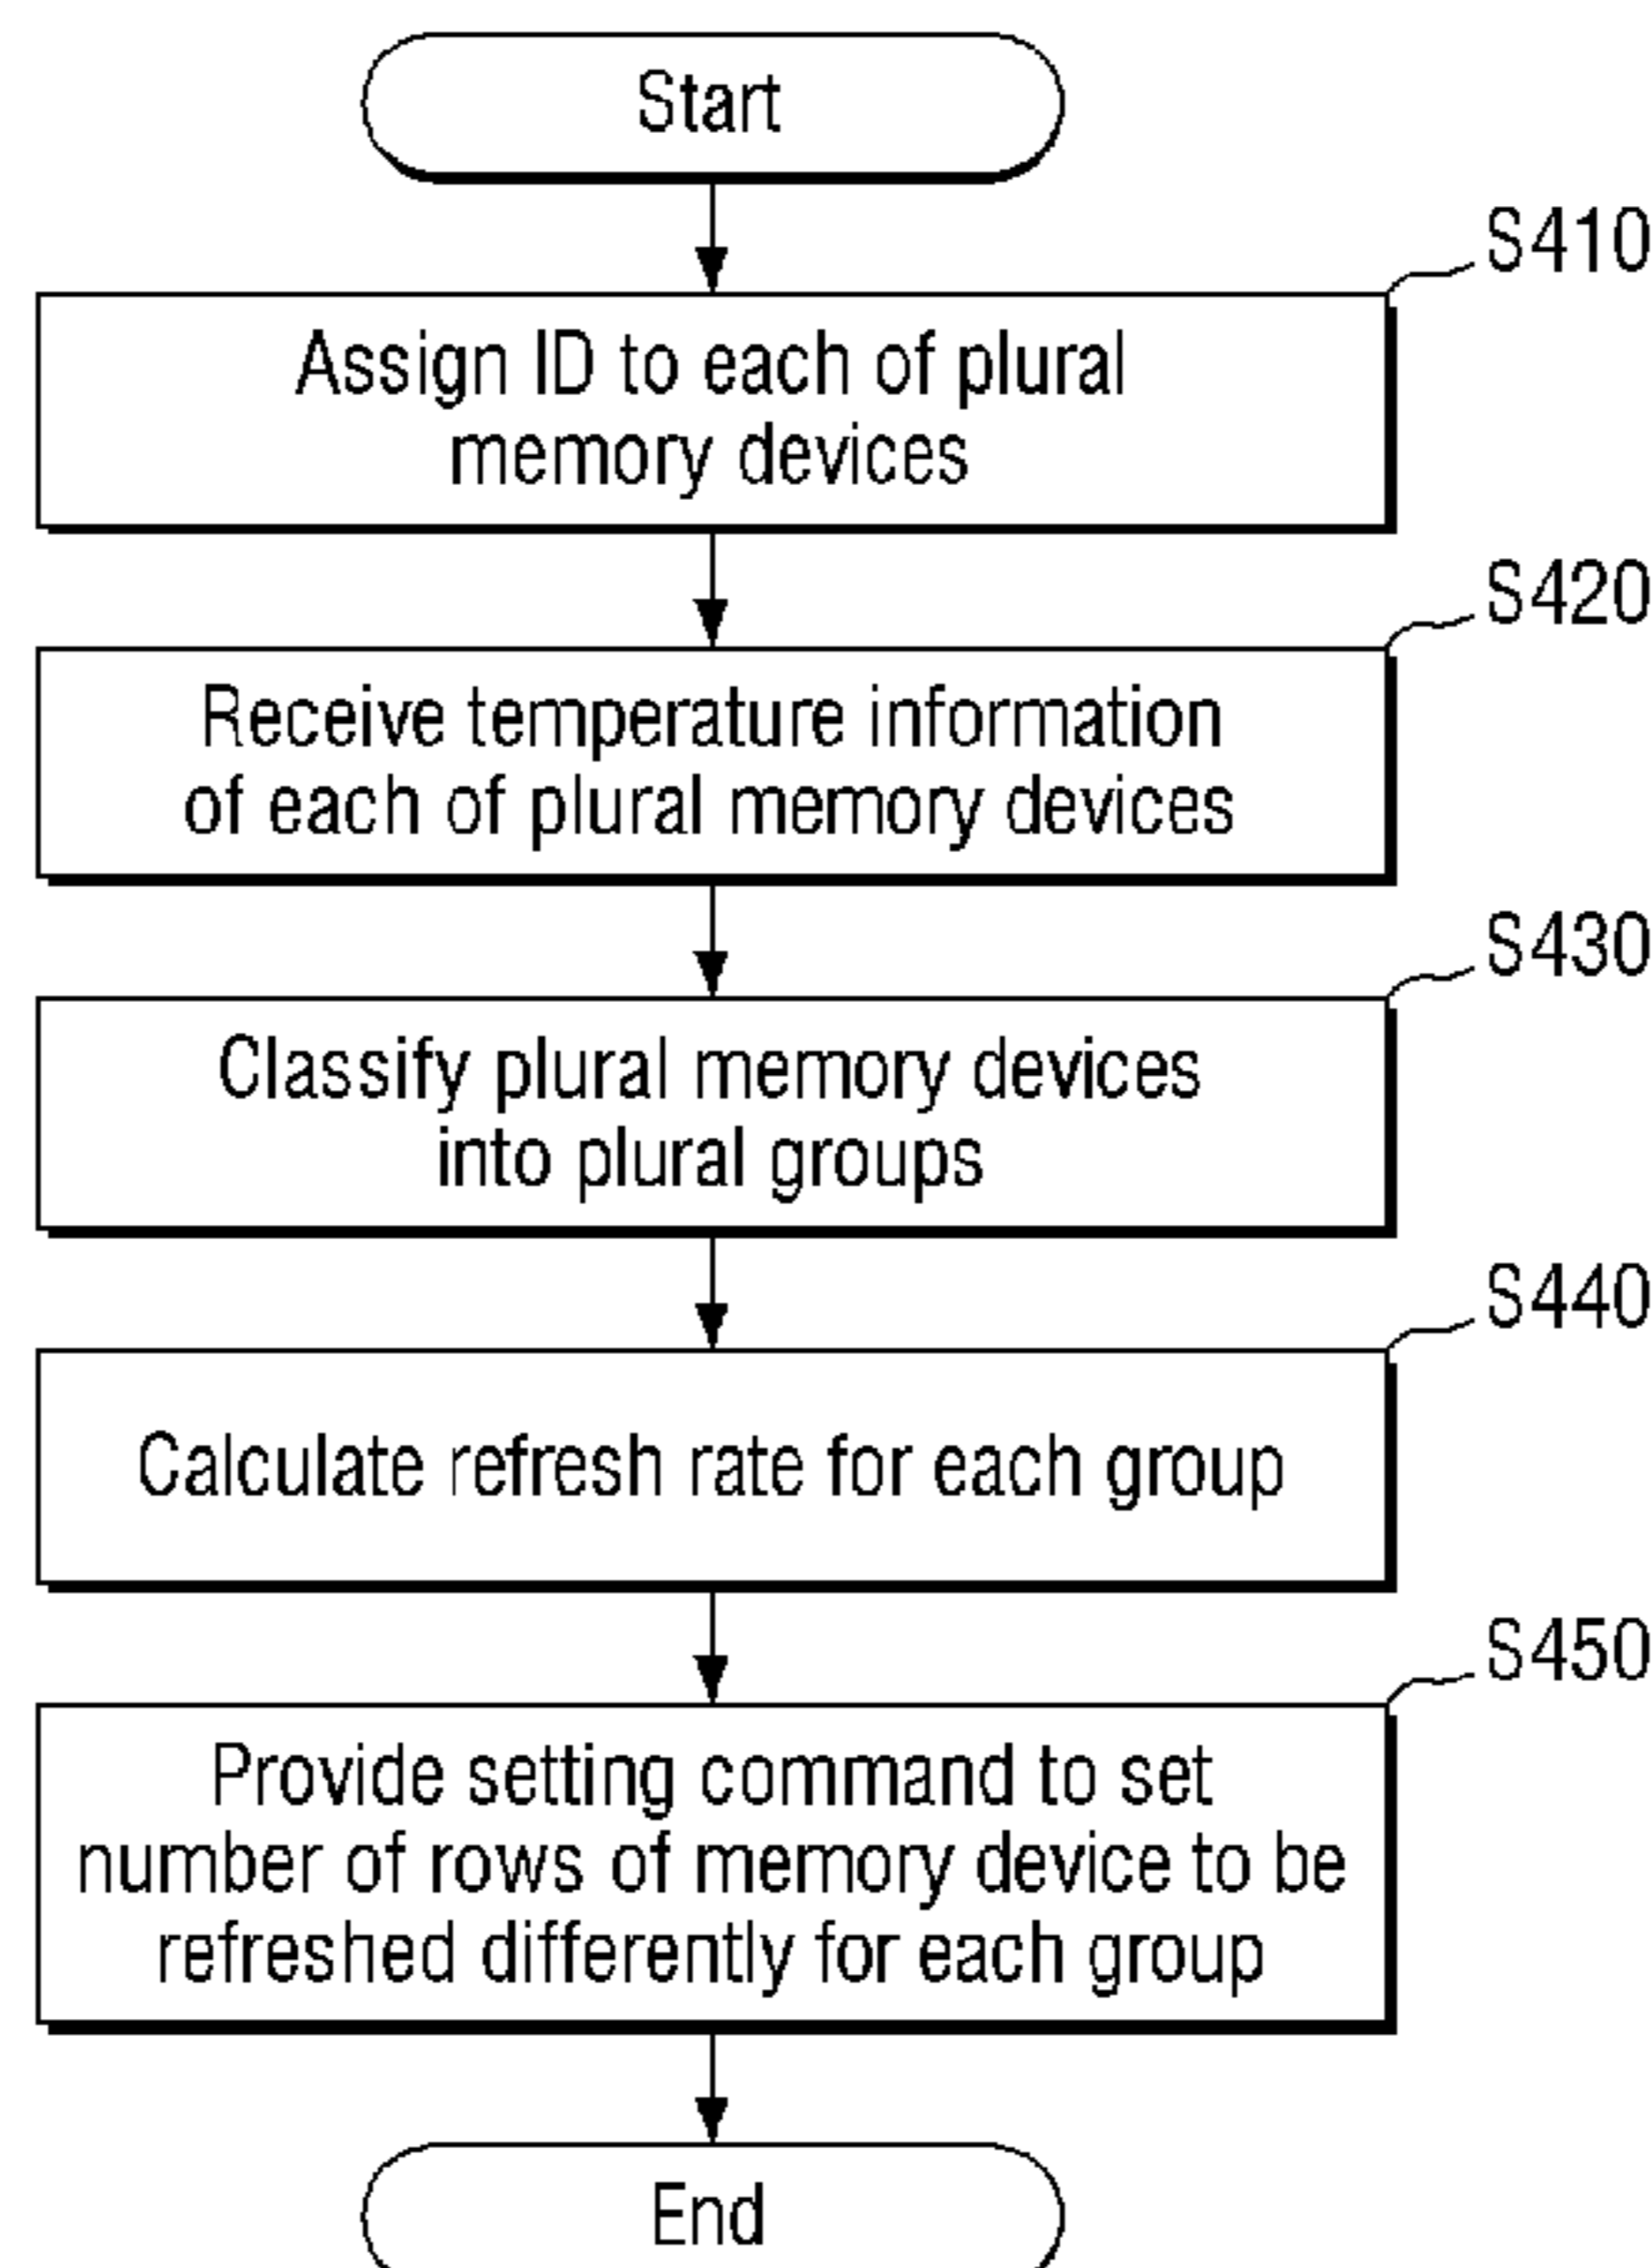 Start
S410
Assign ID to each of plural
memory devices
S420
Receive temperature information
of each of plural memory devices
S430
Classify plural memory devices
into plural groups
S440
Calculate refresh rate for each group
S450
Provide setting command to set
number of rows of memory device to be
refreshed differently for each group
End